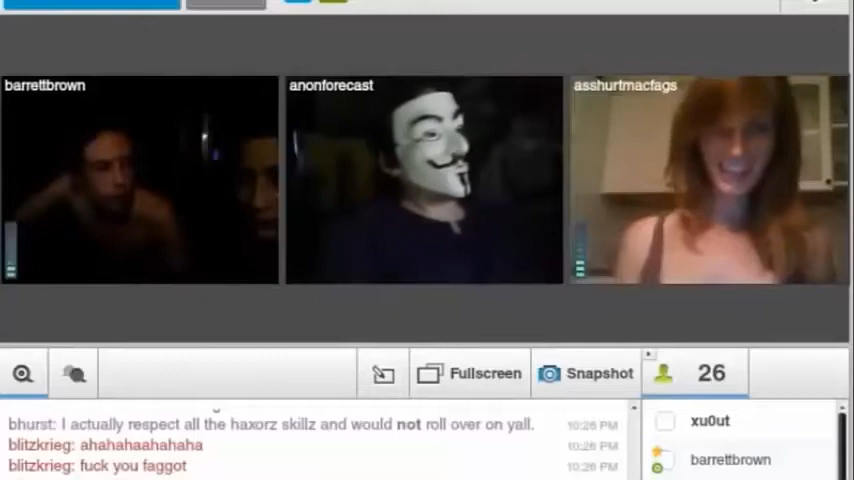 barrettbrown
anonforecast
asshurtmacfags
Fullscreen
Snapshot
26
bhurst: I actually respect all the haxorz skillz and would not roll over on yall.
10:26 PM
blitzkrieg: ahahahaahahaha
10:26 PM
blitzkrieg: fuck you faggot
10:26 PM
xu0ut
barrettbrown